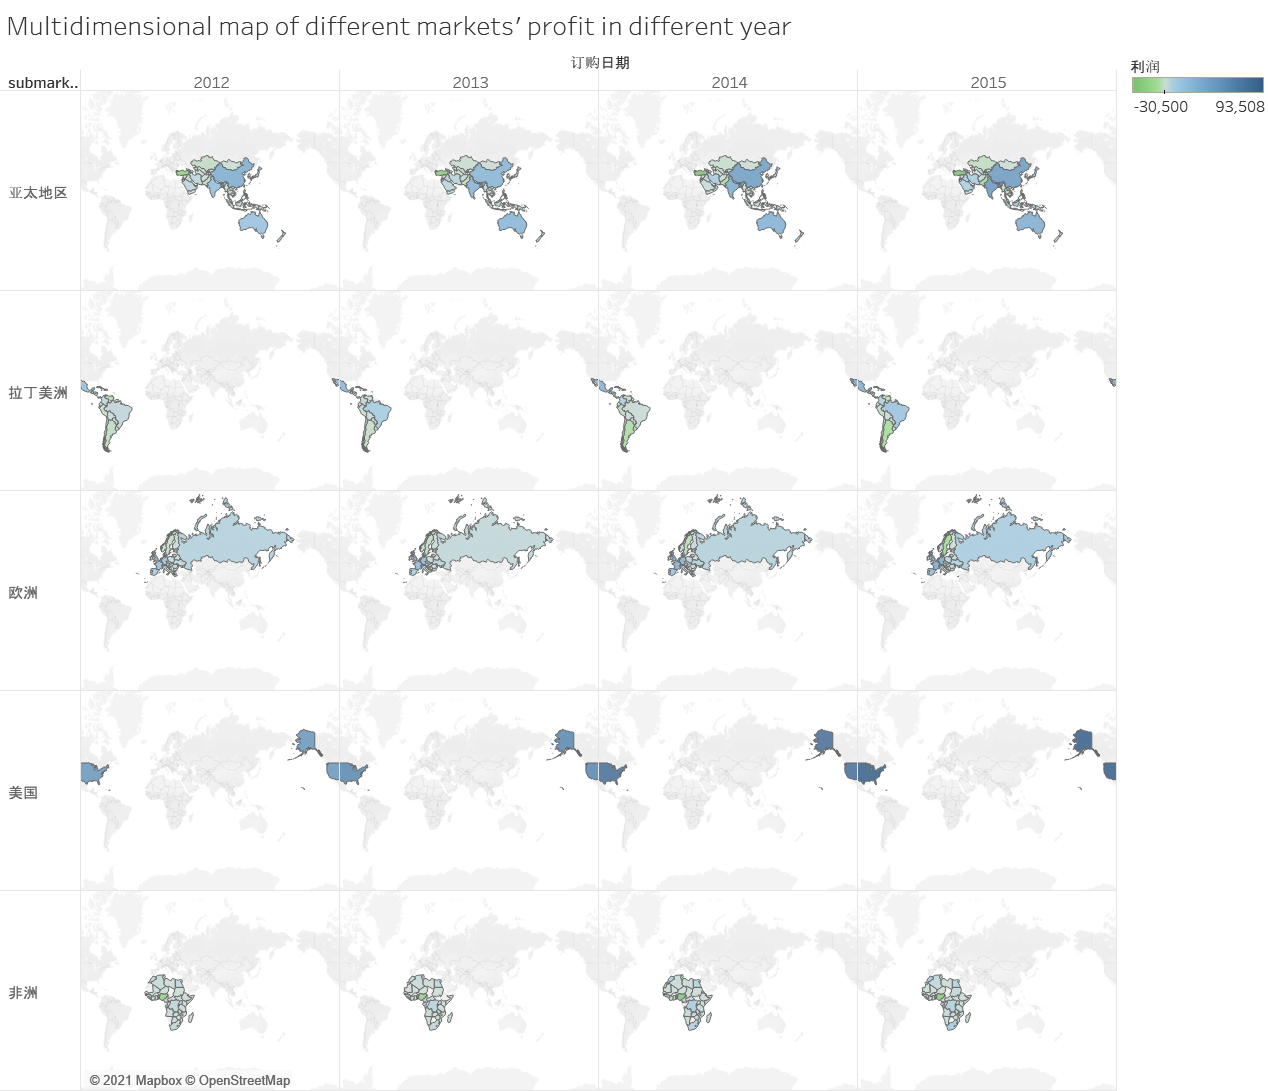 Multidimensional map of different markets' profit in different year
订购日期
submark..
2012
2013
2014
2015
利润
-30,500
93,508
亚太地区
拉丁美洲
欧洲
美国
非洲
© 2021 Mapbox © OpenStreetMap